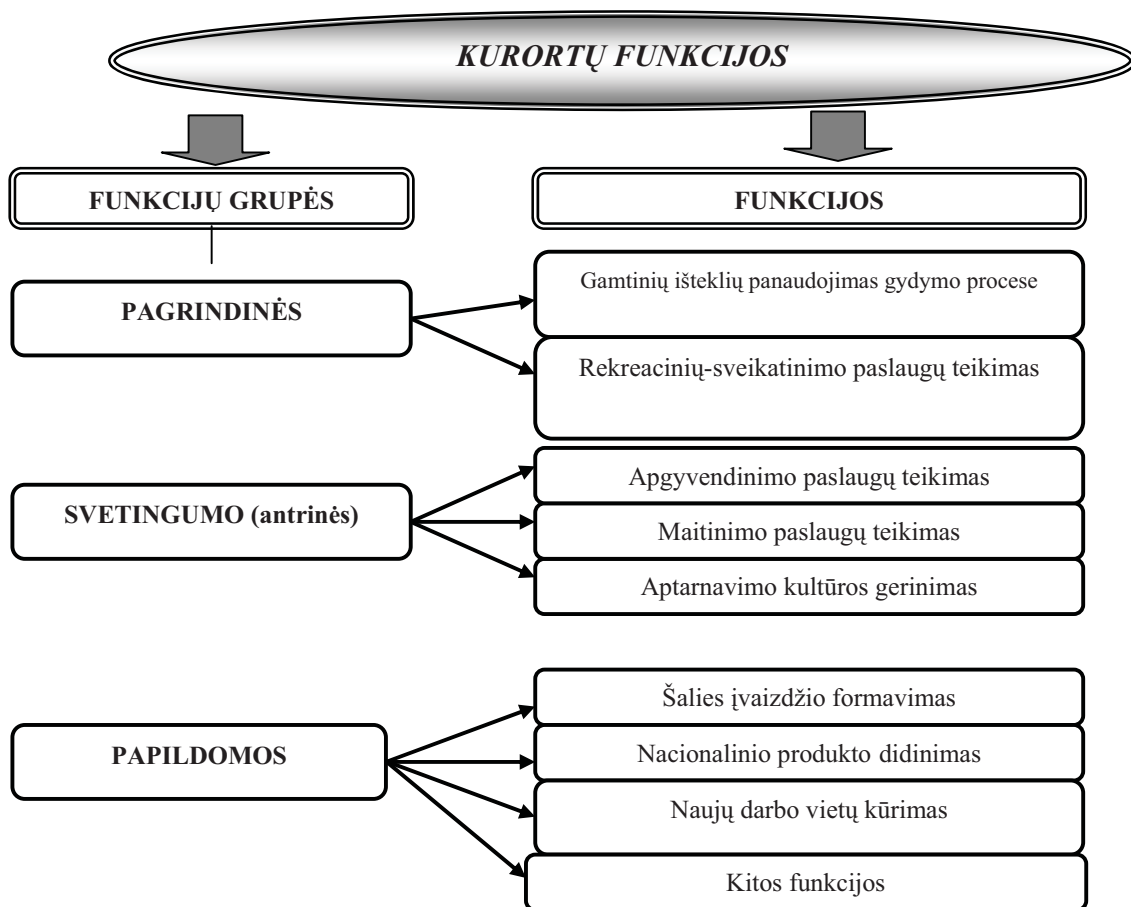 KURORTŲ FUNKCIJOS
FUNKCIJŲ GRUPĖS
FUNKCIJOS
PAGRINDINĖS
Gamtinių išteklių panaudojimas gydymo procese
Rekreacinių-sveikatinimo paslaugų teikimas
SVETINGUMO (antrinės)
Apgyvendinimo paslaugų teikimas
Maitinimo paslaugų teikimas
Aptarnavimo kultūros gerinimas
PAPILDOMOS
Šalies įvaizdžio formavimas
Nacionalinio produkto didinimas
Naujų darbo vietų kūrimas
Kitos funkcijos